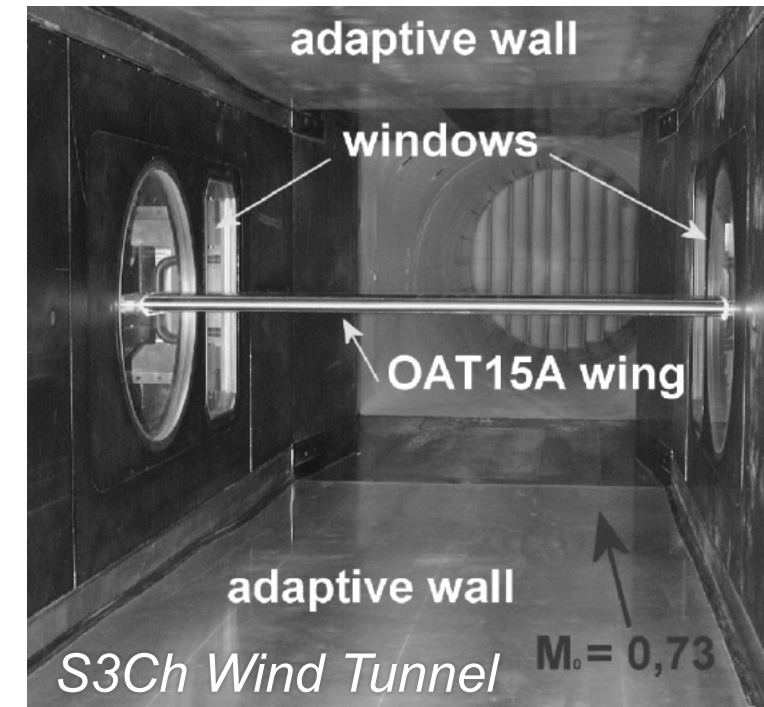 adaptive wall
windows
OAT15A wing
adaptive wall
M₀ = 0,73
S3Ch Wind Tunnel